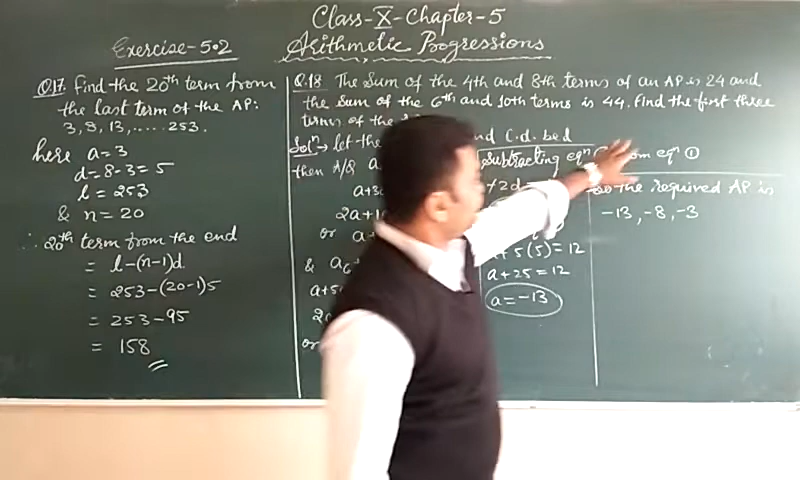 Class-X-Chapter-5
Exercise-5.2
Arithmetic Progressions
Q.17. Find the 20th term from
the last term of the AP:
3, 8, 13, ..... 253.
here a=3
d=8-3=5
l=253
& n=20
∴ 20th term from the end
= l-(n-1)d
= 253-(20-1)5
= 253-95
= 158
Q.18 The Sum of the 4th and 8th terms of an AP is 24 and
the sum of the 6th and 10th terms is 44. Find the first three
terms of the
Soln→ let the
nd C.d. be d
then A/Q a
a+3
2a+1
or a+
& a6+
a+5
2a
or
Subtracting eqn
from eqn ①
+2d=
a+5(5)=12
a+25=12
a=-13
So the required AP is
-13, -8, -3